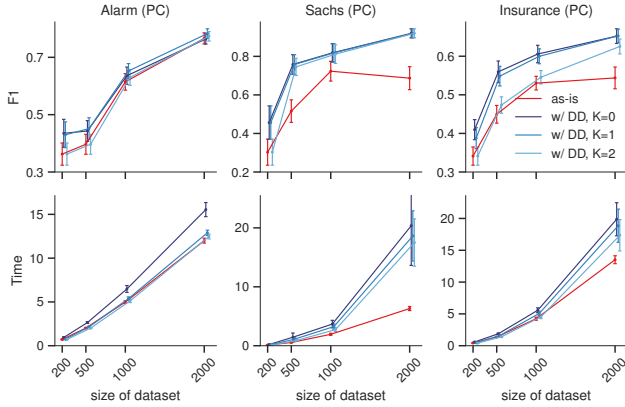 Alarm (PC)
Sachs (PC)
Insurance (PC)
F1
0.7
0.5
0.3
0.8
0.6
0.4
0.2
0.6
0.5
0.4
0.3
as-is
w/ DD, K=0
w/ DD, K=1
w/ DD, K=2
Time
15
10
5
0
20
10
0
20
15
10
5
0
200
500
1000
2000
200
500
1000
2000
200
500
1000
2000
size of dataset
size of dataset
size of dataset